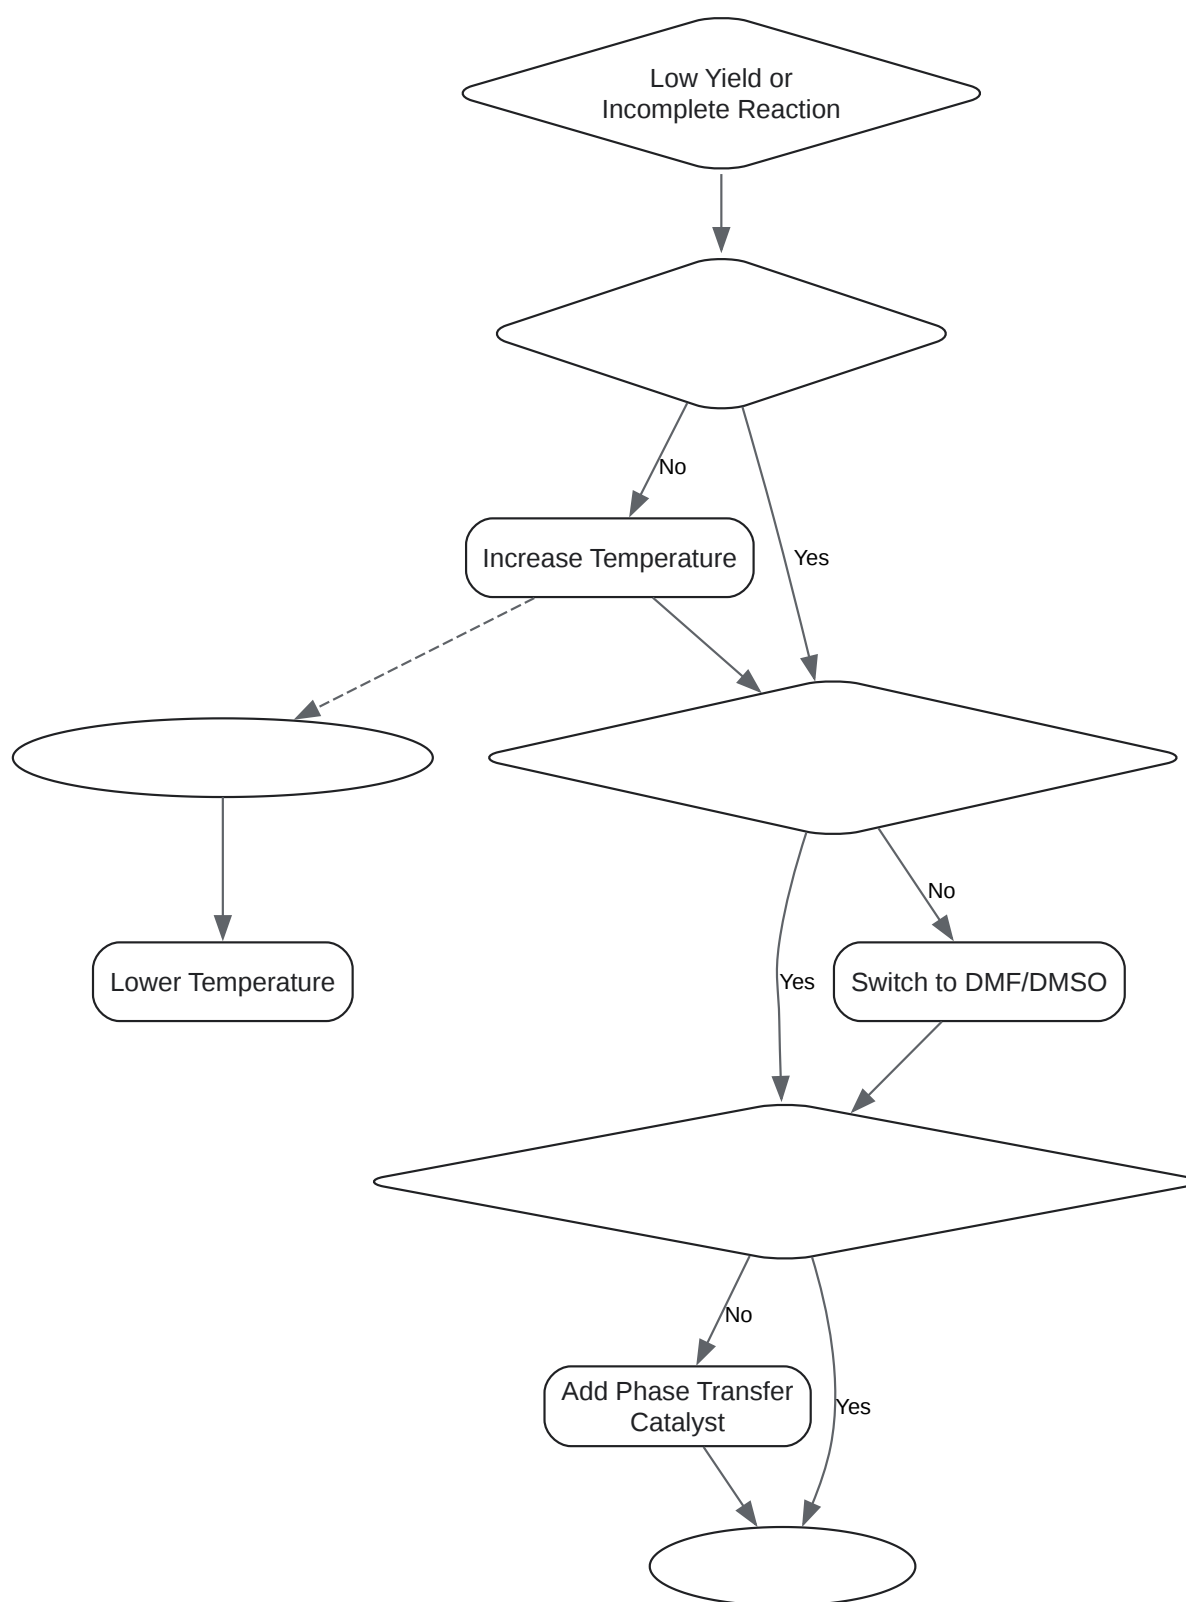 Low Yield or
Incomplete Reaction
No
Increase Temperature
Yes
No
Lower Temperature
Yes
Switch to DMF/DMSO
No
Add Phase Transfer
Catalyst
Yes